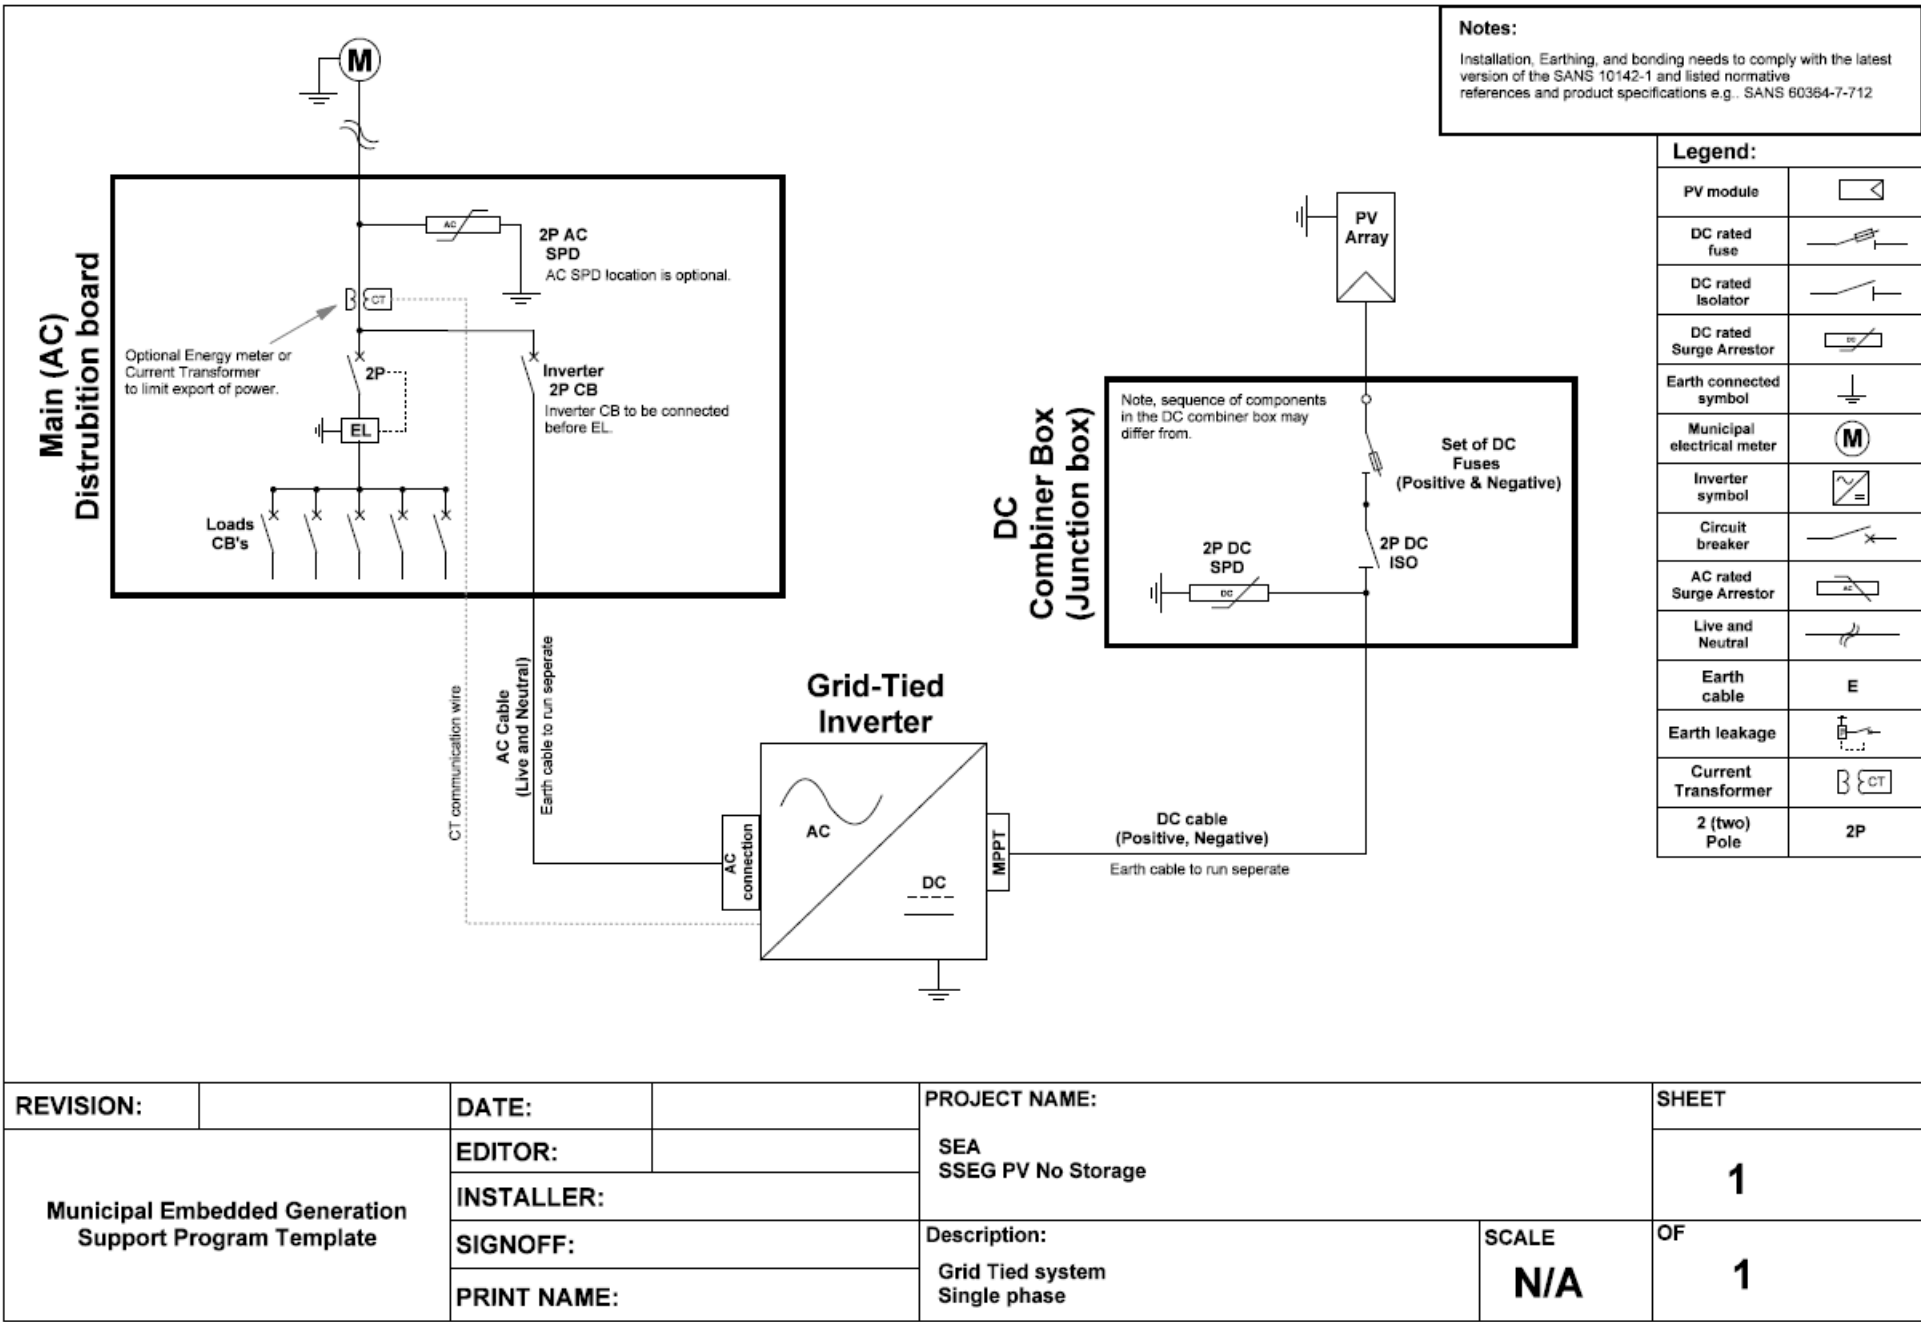 Notes:
Installation, Earthing, and bonding needs to comply with the latest
version of the SANS 10142-1 and listed normative
references and product specifications e.g.. SANS 60364-7-712
M
Main (AC)
Distrubition board
AC
2P AC
SPD
AC SPD location is optional.
CT
Optional Energy meter or
Current Transformer
to limit export of power.
2P
EL
Inverter
2P CB
Inverter CB to be connected
before EL.
Loads
CB's
CT communication wire
AC Cable
(Live and Neutral)
Earth cable to run seperate
Grid-Tied
Inverter
AC
connection
AC
DC
MPPT
DC cable
(Positive, Negative)
Earth cable to run seperate
PV
Array
DC
Combiner Box
(Junction box)
Note, sequence of components
in the DC combiner box may
differ from.
Set of DC
Fuses
(Positive & Negative)
2P DC
ISO
2P DC
SPD
DC
Legend:
PV module
DC rated
fuse
DC rated
Isolator
DC rated
Surge Arrestor
DC
Earth connected
symbol
Municipal
electrical meter
M
Inverter
symbol
Circuit
breaker
AC rated
Surge Arrestor
AC
Live and
Neutral
Earth
cable
E
Earth leakage
Current
Transformer
CT
2 (two)
Pole
2P
REVISION:
Municipal Embedded Generation
Support Program Template
DATE:
EDITOR:
INSTALLER:
SIGNOFF:
PRINT NAME:
PROJECT NAME:
SEA
SSEG PV No Storage
Description:
Grid Tied system
Single phase
SCALE
N/A
SHEET
1
OF
1